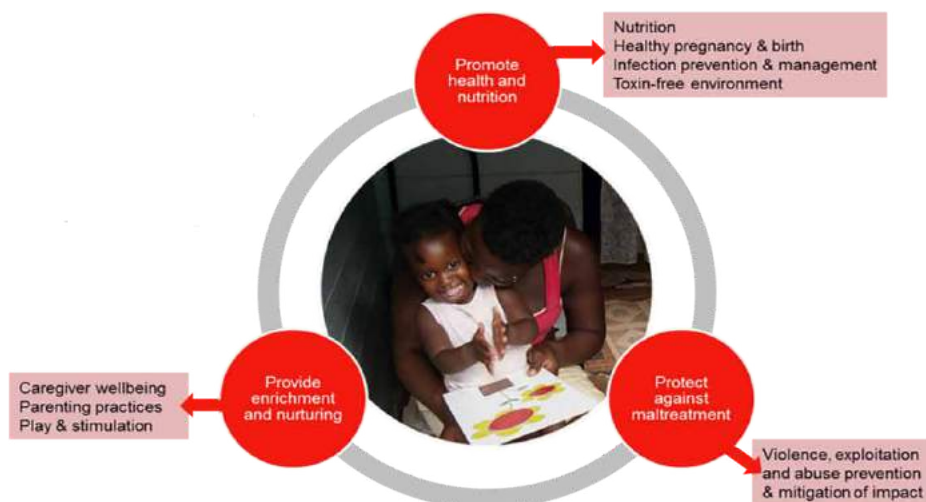 Promote
health and
nutrition
Nutrition
Healthy pregnancy & birth
Infection prevention & management
Toxin-free environment
Provide
enrichment
and nurturing
Caregiver wellbeing
Parenting practices
Play & stimulation
Protect
against
maltreatment
Violence, exploitation
and abuse prevention
& mitigation of impact